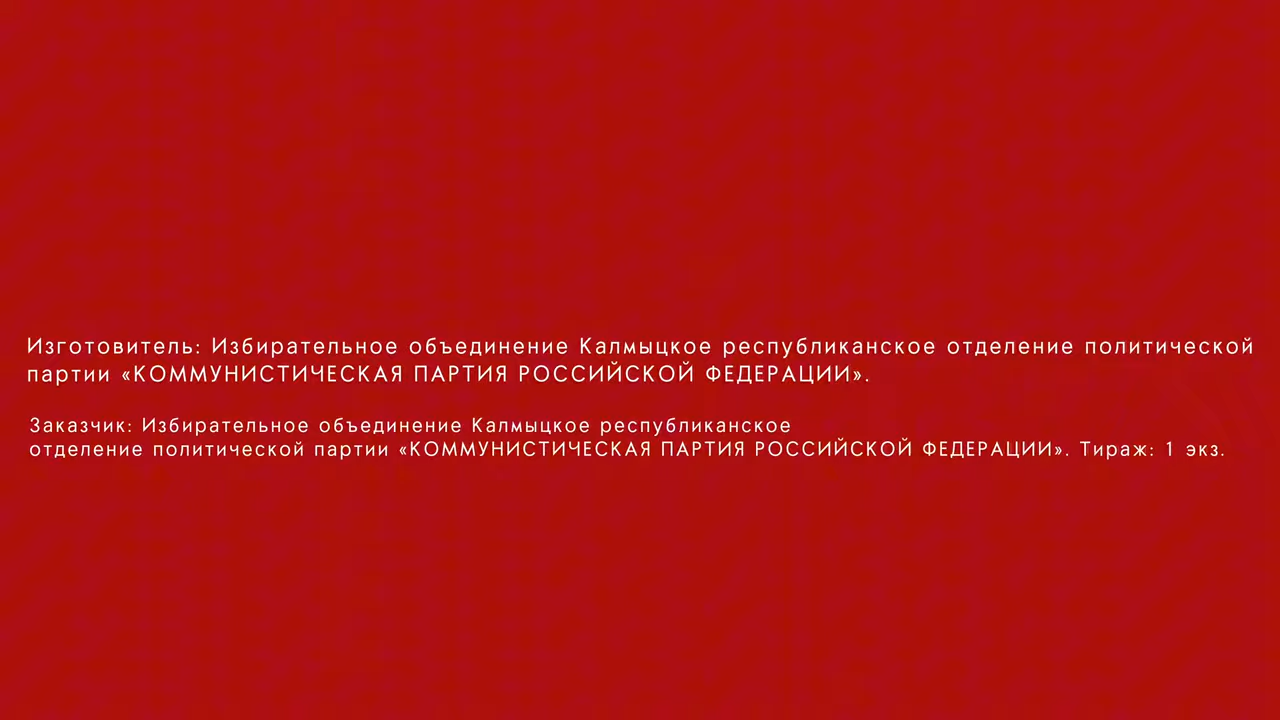 Изготовитель: Избирательное объединение Калмыцкое республиканское отделение политической
партии «КОММУНИСТИЧЕСКАЯ ПАРТИЯ РОССИЙСКОЙ ФЕДЕРАЦИИ».
Заказчик: Избирательное объединение Калмыцкое республиканское
отделение политической партии «КОММУНИСТИЧЕСКАЯ ПАРТИЯ РОССИЙСКОЙ ФЕДЕРАЦИИ». Тираж: 1 экз.